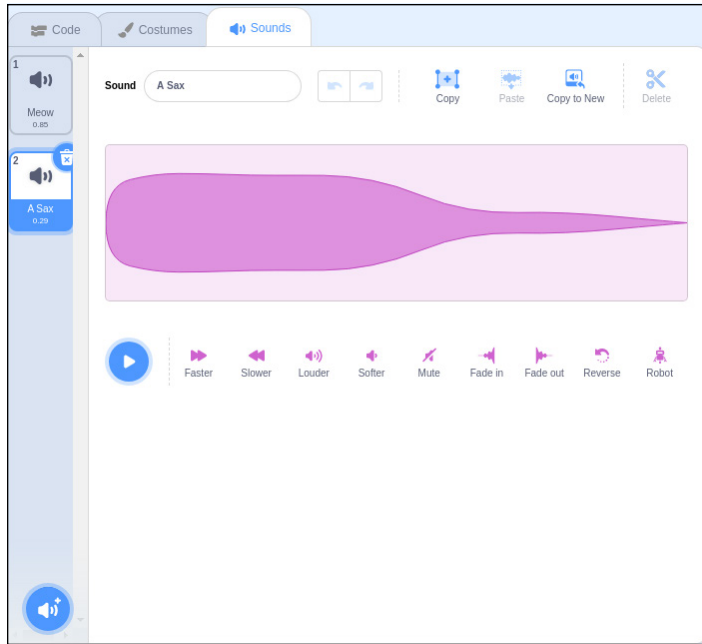 Code Costumes Sounds
1
Meow
0.85
2
A Sax
0.29
Sound A Sax
Copy Paste Copy to New Delete
Faster Slower Louder Softer Mute Fade in Fade out Reverse Robot